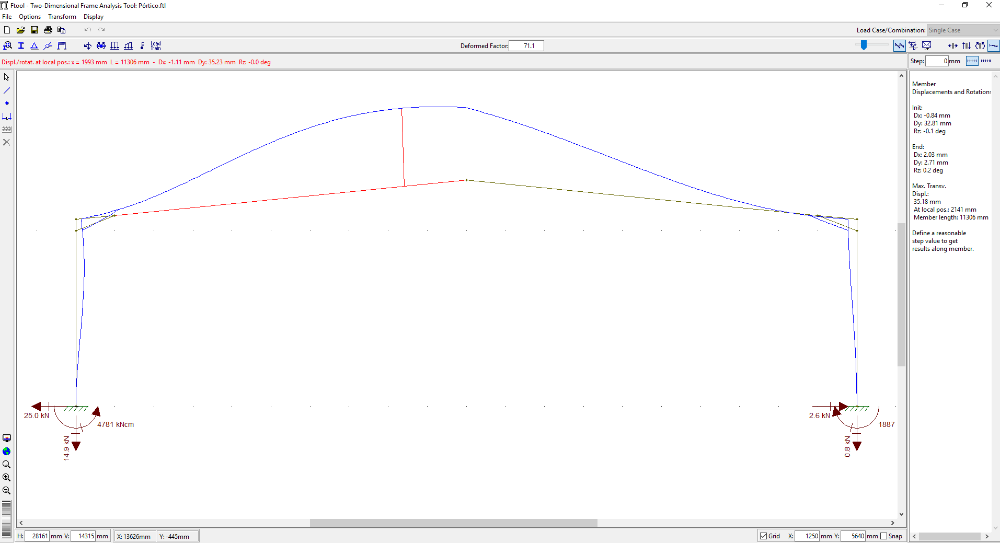 Ftool - Two-Dimensional Frame Analysis Tool: Pórtico.ftl
File Options Transform Display
Load Case/Combination: Single Case
Load Train
Deformed Factor: 71.1
Displ./rotat. at local pos.: x = 1993 mm L = 11306 mm - Dx: -1.11 mm Dy: 35.23 mm Rz: -0.0 deg
Step: 0 mm
Member
Displacements and Rotations
Init:
Dx: -0.84 mm
Dy: 32.81 mm
Rz: -0.1 deg
End:
Dx: 2.03 mm
Dy: 2.71 mm
Rz: 0.2 deg
Max. Transv.
Displ.:
35.18 mm
At local pos.: 2141 mm
Member length: 11306 mm
Define a reasonable
step value to get
results along member.
25.0 kN
4781 kNcm
14.9 kN
2.6 kN
1887
0.8 kN
H: 28161 mm V: 14315 mm X: 13626mm Y: -445mm
Grid X: 1250 mm Y: 5640 mm Snap